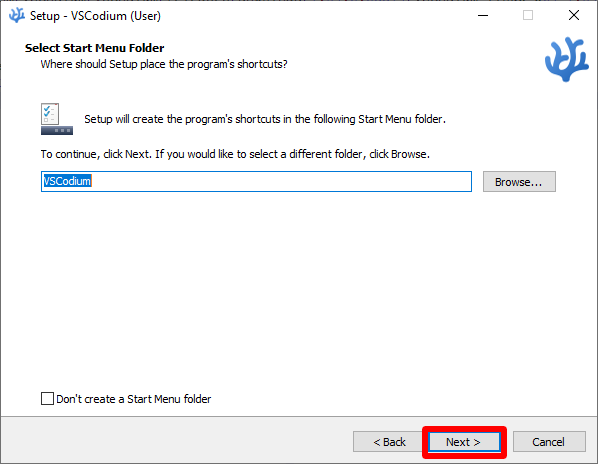 Setup - VSCodium (User)
Select Start Menu Folder
Where should Setup place the program's shortcuts?
Setup will create the program's shortcuts in the following Start Menu folder.
To continue, click Next. If you would like to select a different folder, click Browse.
VSCodium
Browse...
Don't create a Start Menu folder
< Back
Next >
Cancel